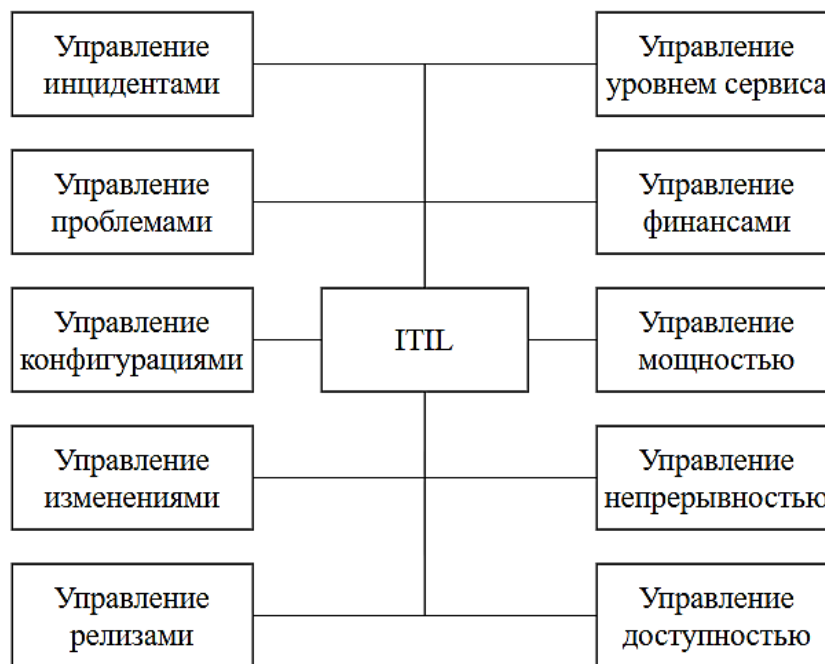 Управление
инцидентами
Управление
уровнем сервиса
Управление
проблемами
Управление
финансами
Управление
конфигурациями
ITIL
Управление
мощностью
Управление
изменениями
Управление
непрерывностью
Управление
релизами
Управление
доступностью